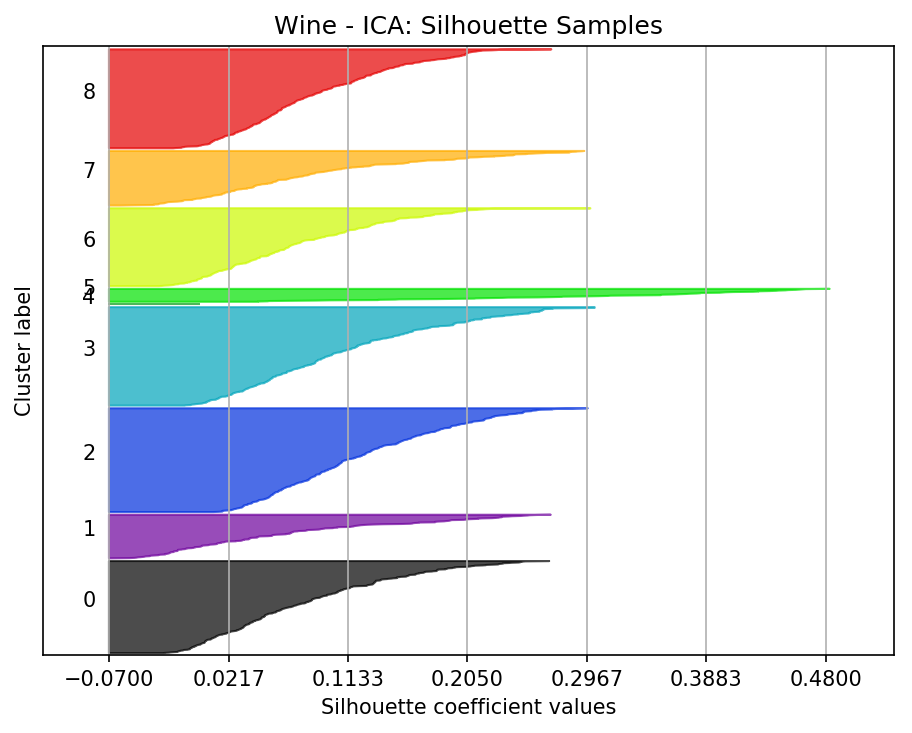 Wine - ICA: Silhouette Samples
8
7
6
5
4
3
2
1
0
Cluster label
−0.0700 0.0217 0.1133 0.2050 0.2967 0.3883 0.4800
Silhouette coefficient values